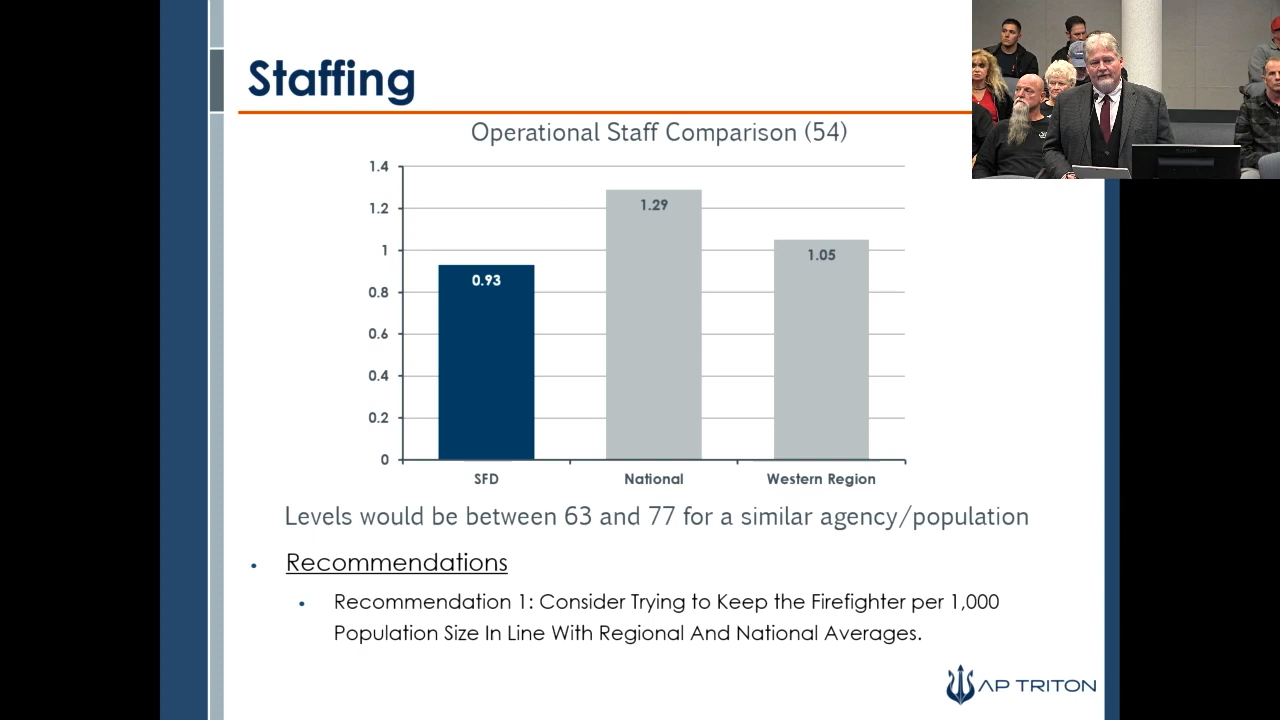 Staffing
Operational Staff Comparison (54)
1.4
1.2
1
0.8
0.6
0.4
0.2
0
0.93
1.29
1.05
SFD
National
Western Region
Levels would be between 63 and 77 for a similar agency/population
• Recommendations
• Recommendation 1: Consider Trying to Keep the Firefighter per 1,000
Population Size In Line With Regional And National Averages.
AP TRITON